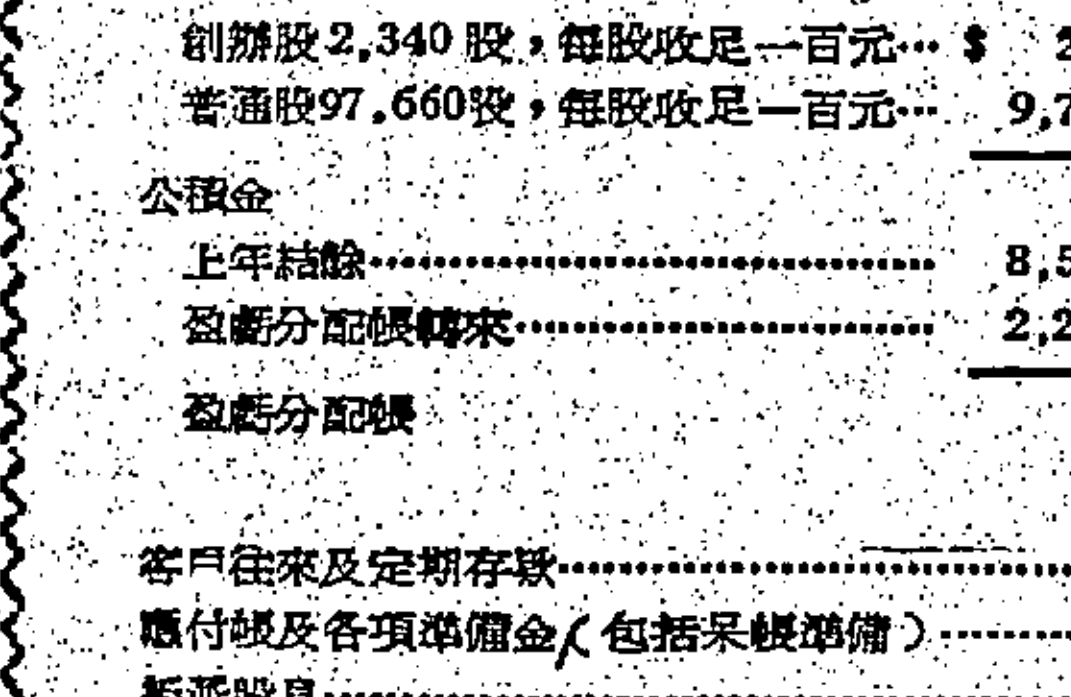 創辦股2,340股，每股收足一百元… $ 2
普通股97,660股，每股收足一百元… 9,7
公積金
上年結餘………………………… 8,5
盈虧分配帳轉來………………… 2,2
盈虧分配帳
客戶往來及定期存欵…………………
應付帳及各項準備金（包括呆帳準備）……
股息…………………